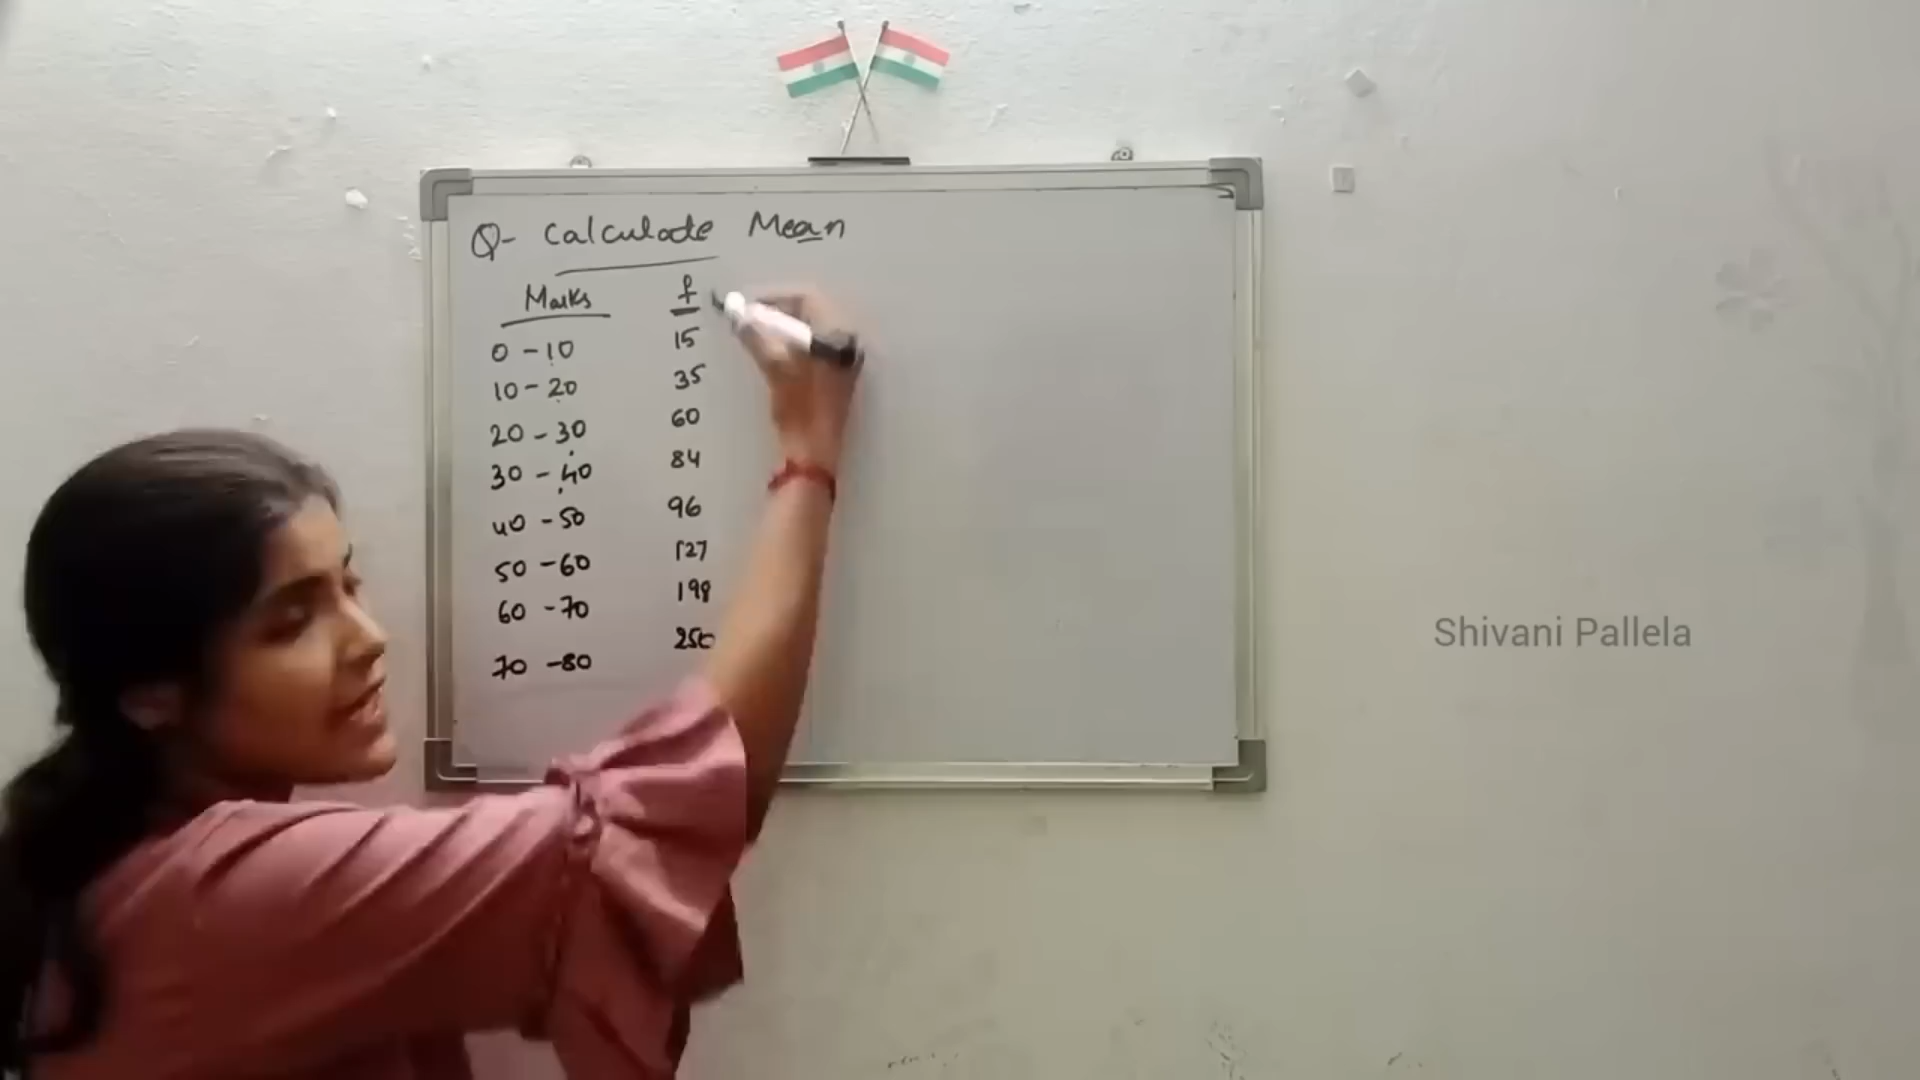 Q- Calculate Mean
Marks f
0 - 10 15
10 - 20 35
20 - 30 60
30 - 40 84
40 - 50 96
50 - 60 127
60 - 70 198
70 - 80 250
Shivani Pallela